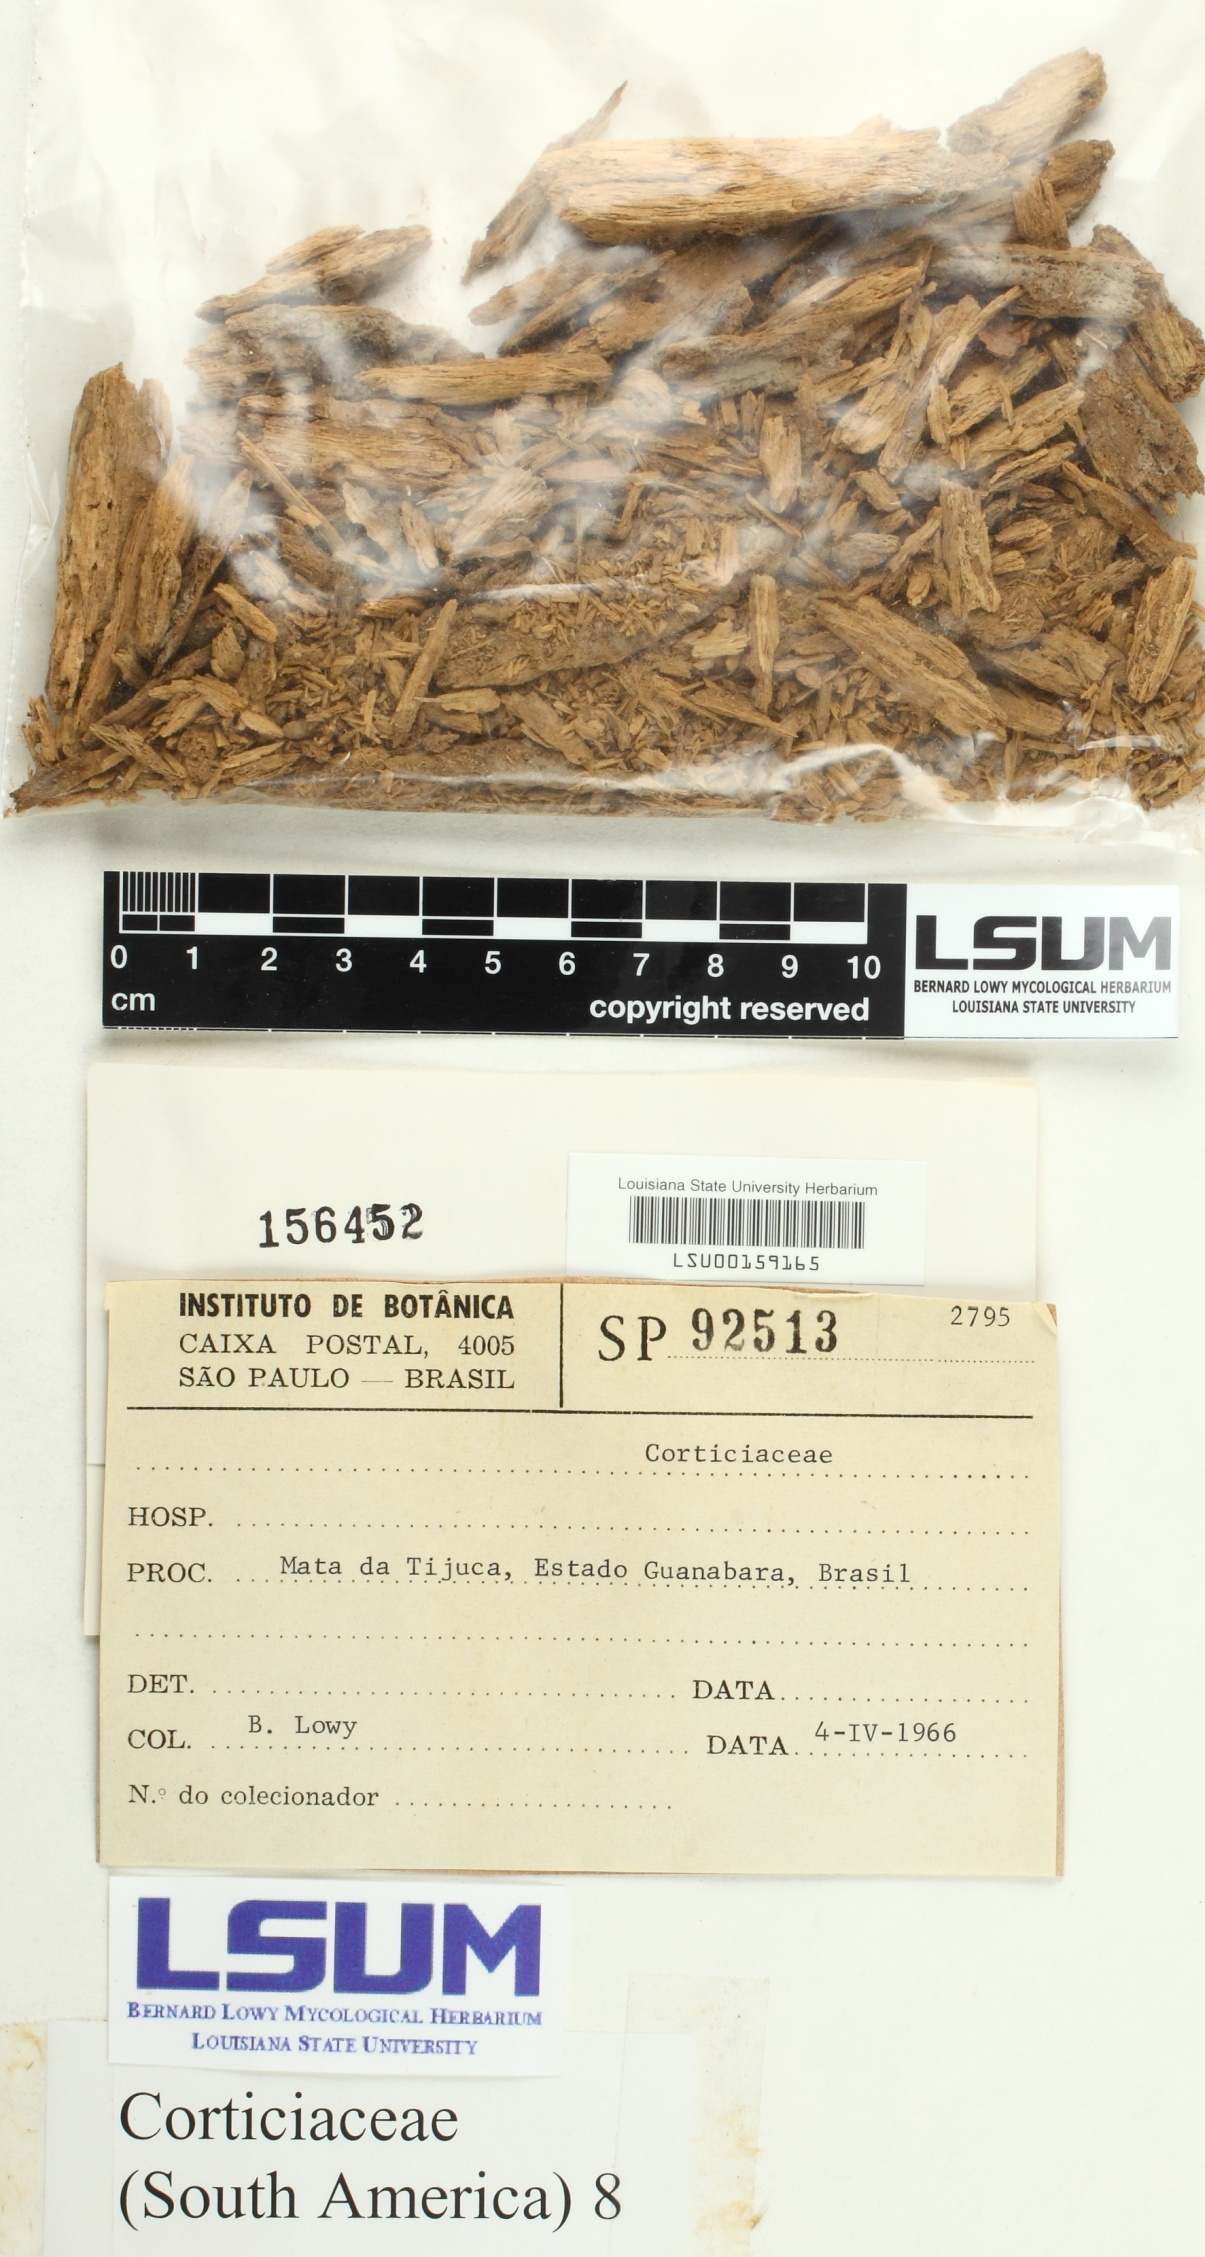 0 1 2 3 4 5 6 7 8 9 10
cm
copyright reserved
LSUM
BERNARD LOWY MYCOLOGICAL HERBARIUM
LOUISIANA STATE UNIVERSITY
156452
Louisiana State University Herbarium
LSU00159165
INSTITUTO DE BOTÂNICA
CAIXA POSTAL, 4005
SÃO PAULO — BRASIL
SP 92513
2795
Corticiaceae
HOSP.
PROC. Mata da Tijuca, Estado Guanabara, Brasil
DET. DATA
COL. B. Lowy DATA 4-IV-1966
N.º do colecionador
LSUM
BERNARD LOWY MYCOLOGICAL HERBARIUM
LOUISIANA STATE UNIVERSITY
Corticiaceae
(South America) 8